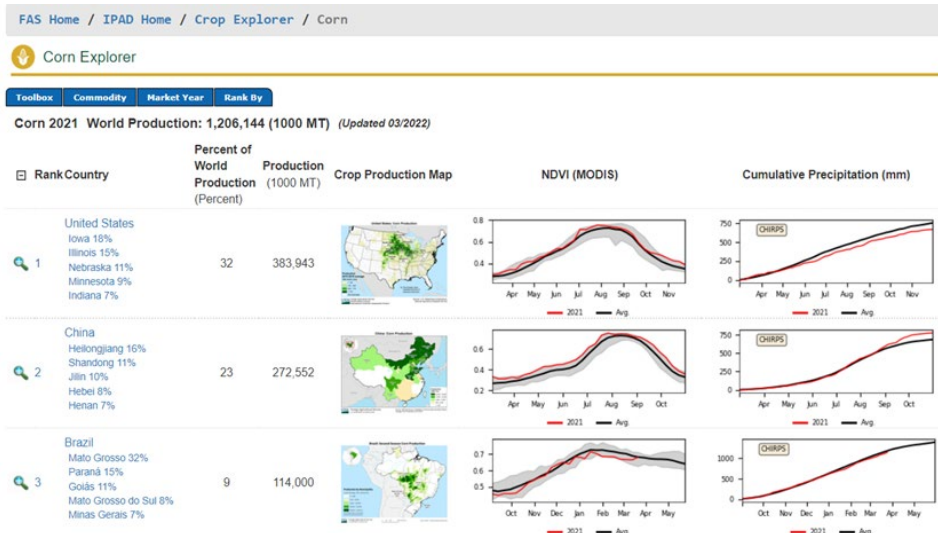 FAS Home / IPAD Home / Crop Explorer / Corn
Corn Explorer
Toolbox Commodity Market Year Rank By
Corn 2021 World Production: 1,206,144 (1000 MT) (Updated 03/2022)
Rank Country
Percent of World Production (Percent)
Production (1000 MT)
Crop Production Map
NDVI (MODIS)
Cumulative Precipitation (mm)
1
United States
Iowa 18%
Illinois 15%
Nebraska 11%
Minnesota 9%
Indiana 7%
32
383,943
0.8
0.6
0.4
Apr May Jun Jul Aug Sep Oct Nov
2021 Avg.
750
500
250
0
CHIRPS
Apr May Jun Jul Aug Sep Oct Nov
2021 Avg.
2
China
Heilongjiang 16%
Shandong 11%
Jilin 10%
Hebei 8%
Henan 7%
23
272,552
0.6
0.4
0.2
Apr May Jun Jul Aug Sep Oct
2021 Avg.
750
500
250
0
CHIRPS
Apr May Jun Jul Aug Sep Oct
2021 Avg.
3
Brazil
Mato Grosso 32%
Paraná 15%
Goiás 11%
Mato Grosso do Sul 8%
Minas Gerais 7%
9
114,000
0.7
0.6
0.5
Oct Nov Dec Jan Feb Mar Apr May
2021 Avg.
1000
500
0
CHIRPS
Oct Nov Dec Jan Feb Mar Apr May
2021 Avg.